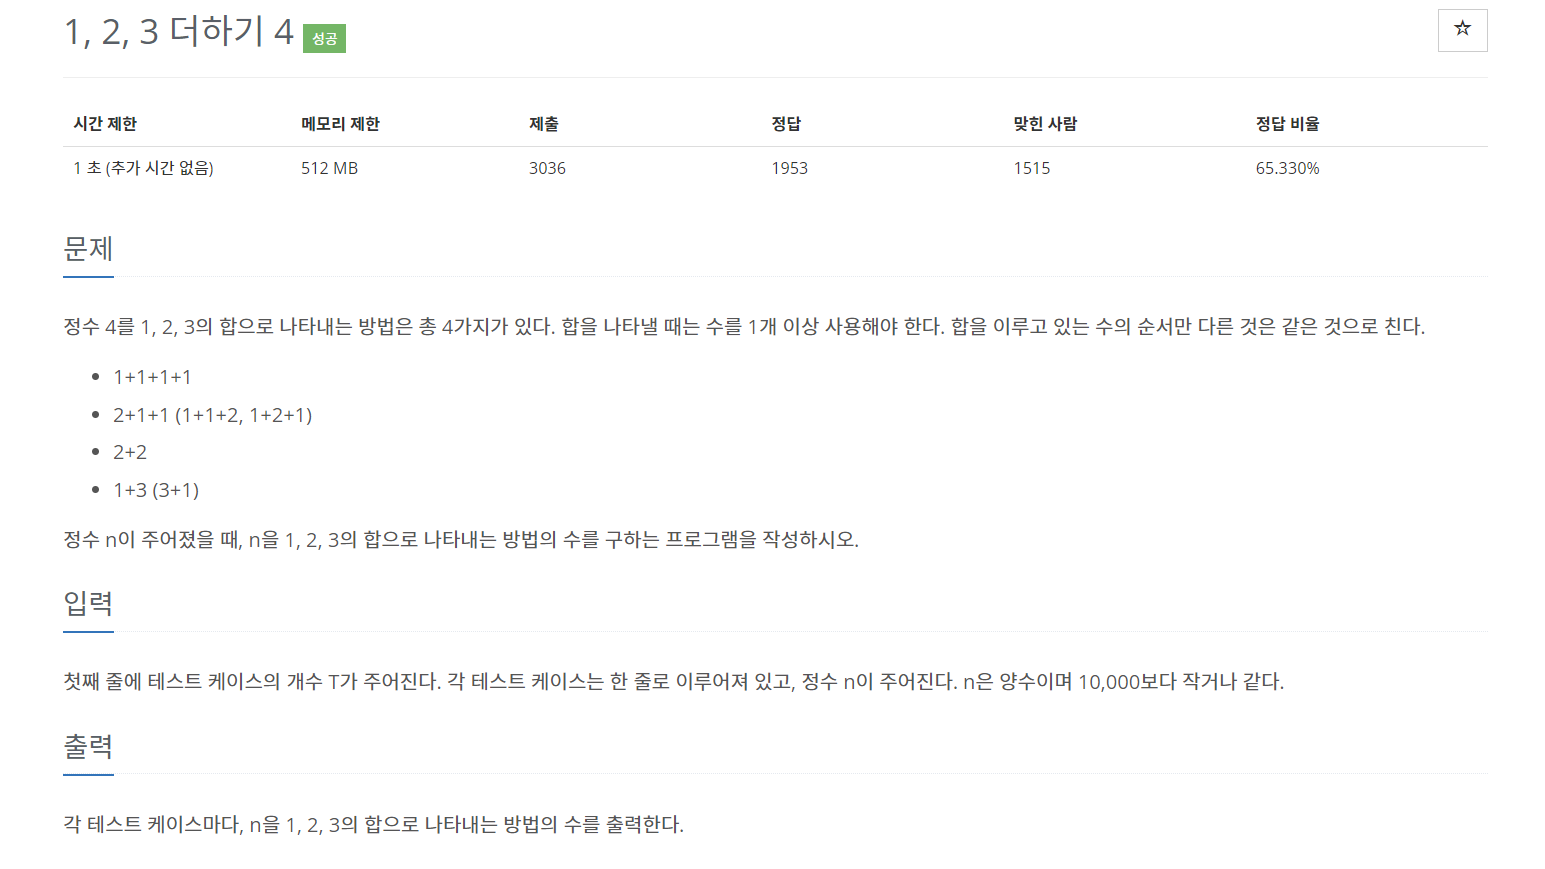 1, 2, 3 더하기 4 성공
시간 제한 메모리 제한 제출 정답 맞힌 사람 정답 비율
1 초 (추가 시간 없음) 512 MB 3036 1953 1515 65.330%
문제
정수 4를 1, 2, 3의 합으로 나타내는 방법은 총 4가지가 있다. 합을 나타낼 때는 수를 1개 이상 사용해야 한다. 합을 이루고 있는 수의 순서만 다른 것은 같은 것으로 친다.
1+1+1+1
2+1+1 (1+1+2, 1+2+1)
2+2
1+3 (3+1)
정수 n이 주어졌을 때, n을 1, 2, 3의 합으로 나타내는 방법의 수를 구하는 프로그램을 작성하시오.
입력
첫째 줄에 테스트 케이스의 개수 T가 주어진다. 각 테스트 케이스는 한 줄로 이루어져 있고, 정수 n이 주어진다. n은 양수이며 10,000보다 작거나 같다.
출력
각 테스트 케이스마다, n을 1, 2, 3의 합으로 나타내는 방법의 수를 출력한다.